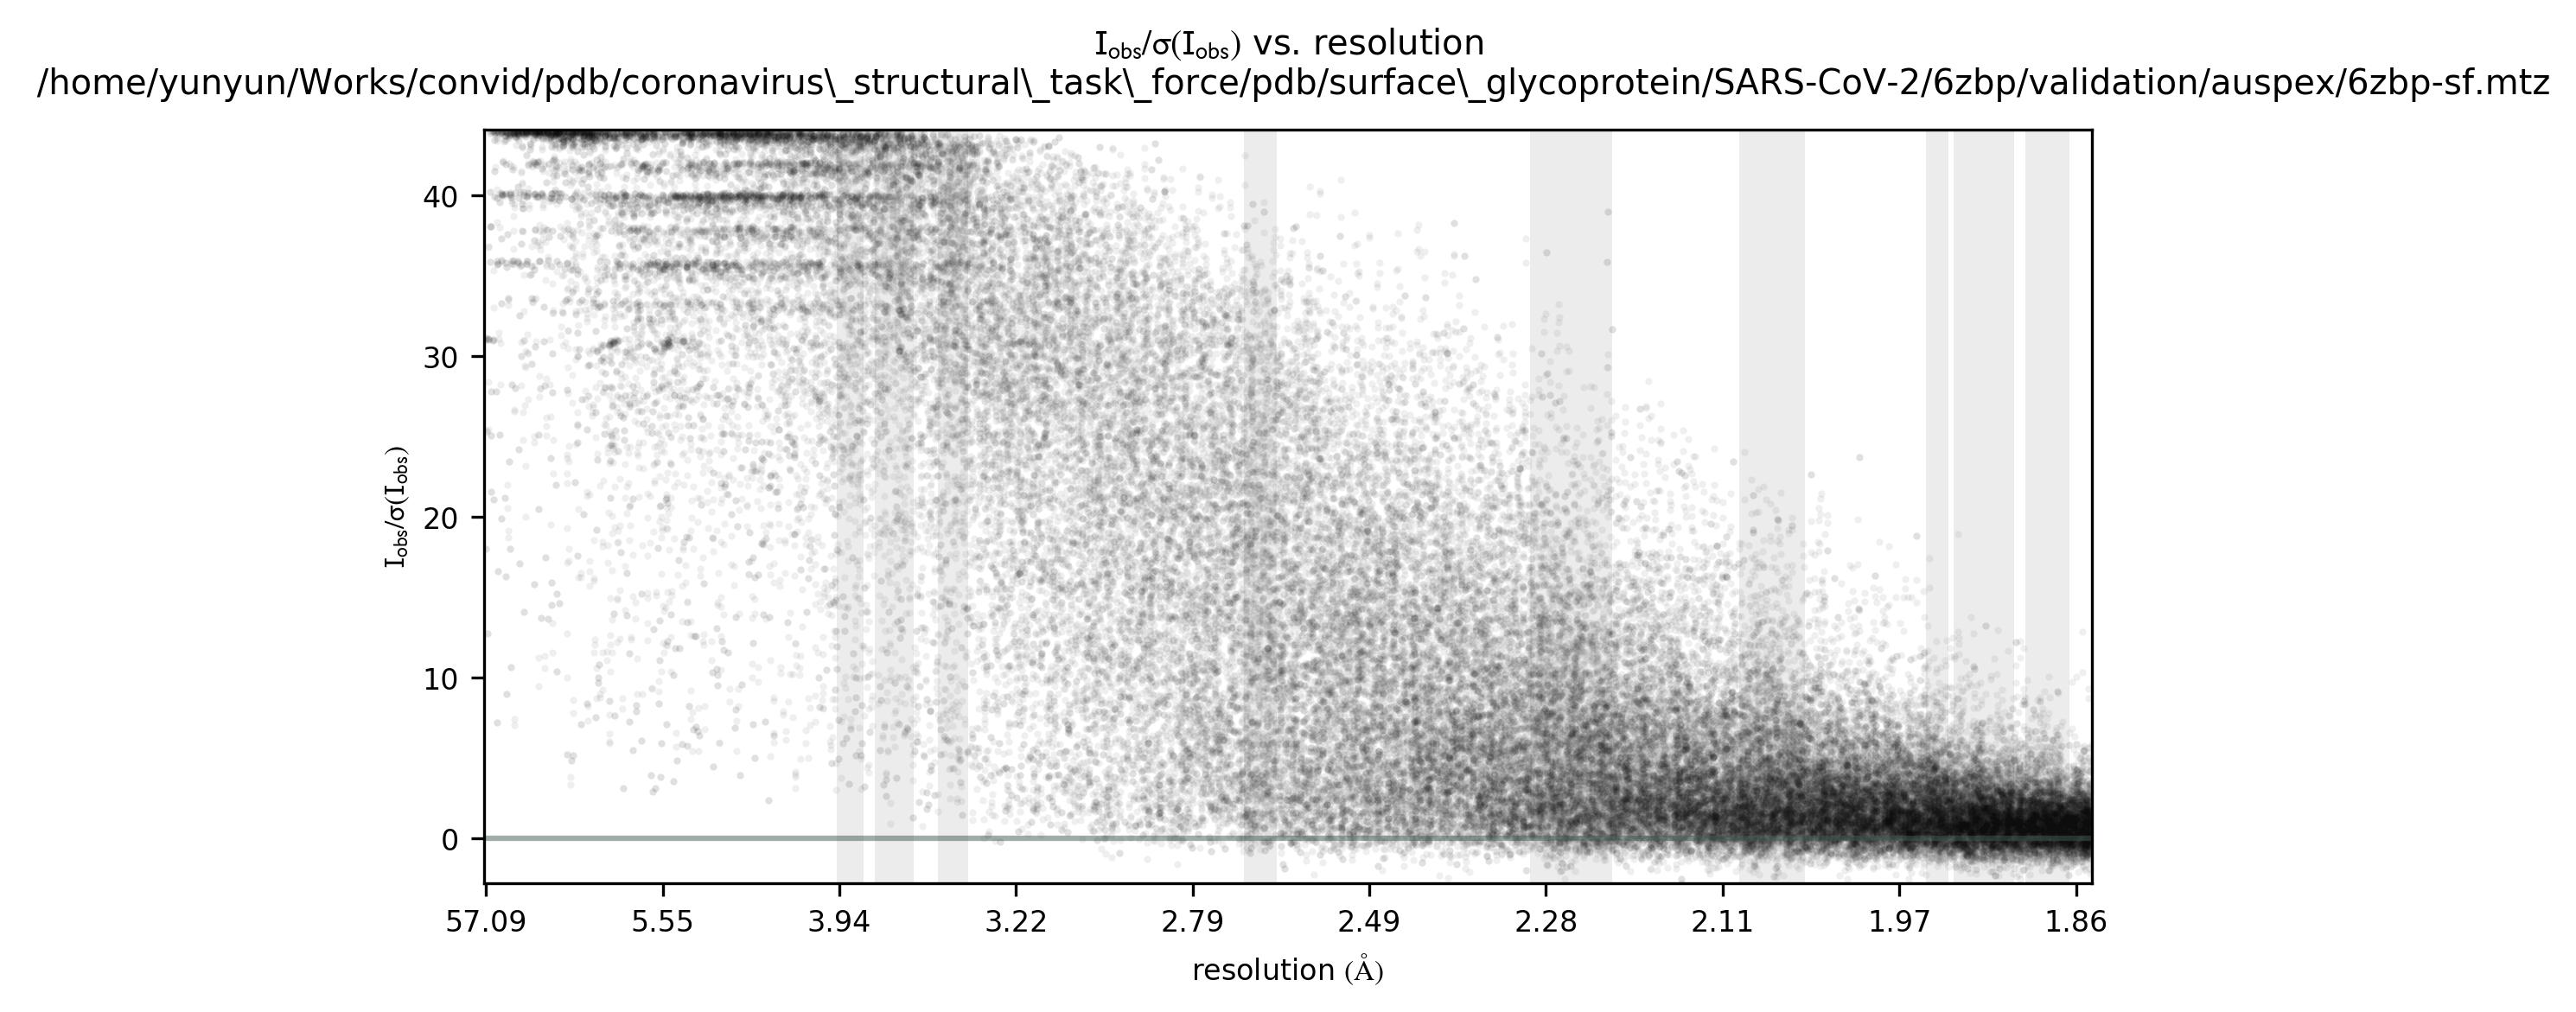 Iobs/σ(Iobs) vs. resolution
/home/yunyun/Works/convid/pdb/coronavirus\_structural\_task\_force/pdb/surface\_glycoprotein/SARS-CoV-2/6zbp/validation/auspex/6zbp-sf.mtz
40
30
20
10
0
Iobs/σ(Iobs)
57.09 5.55 3.94 3.22 2.79 2.49 2.28 2.11 1.97 1.86
resolution (Å)